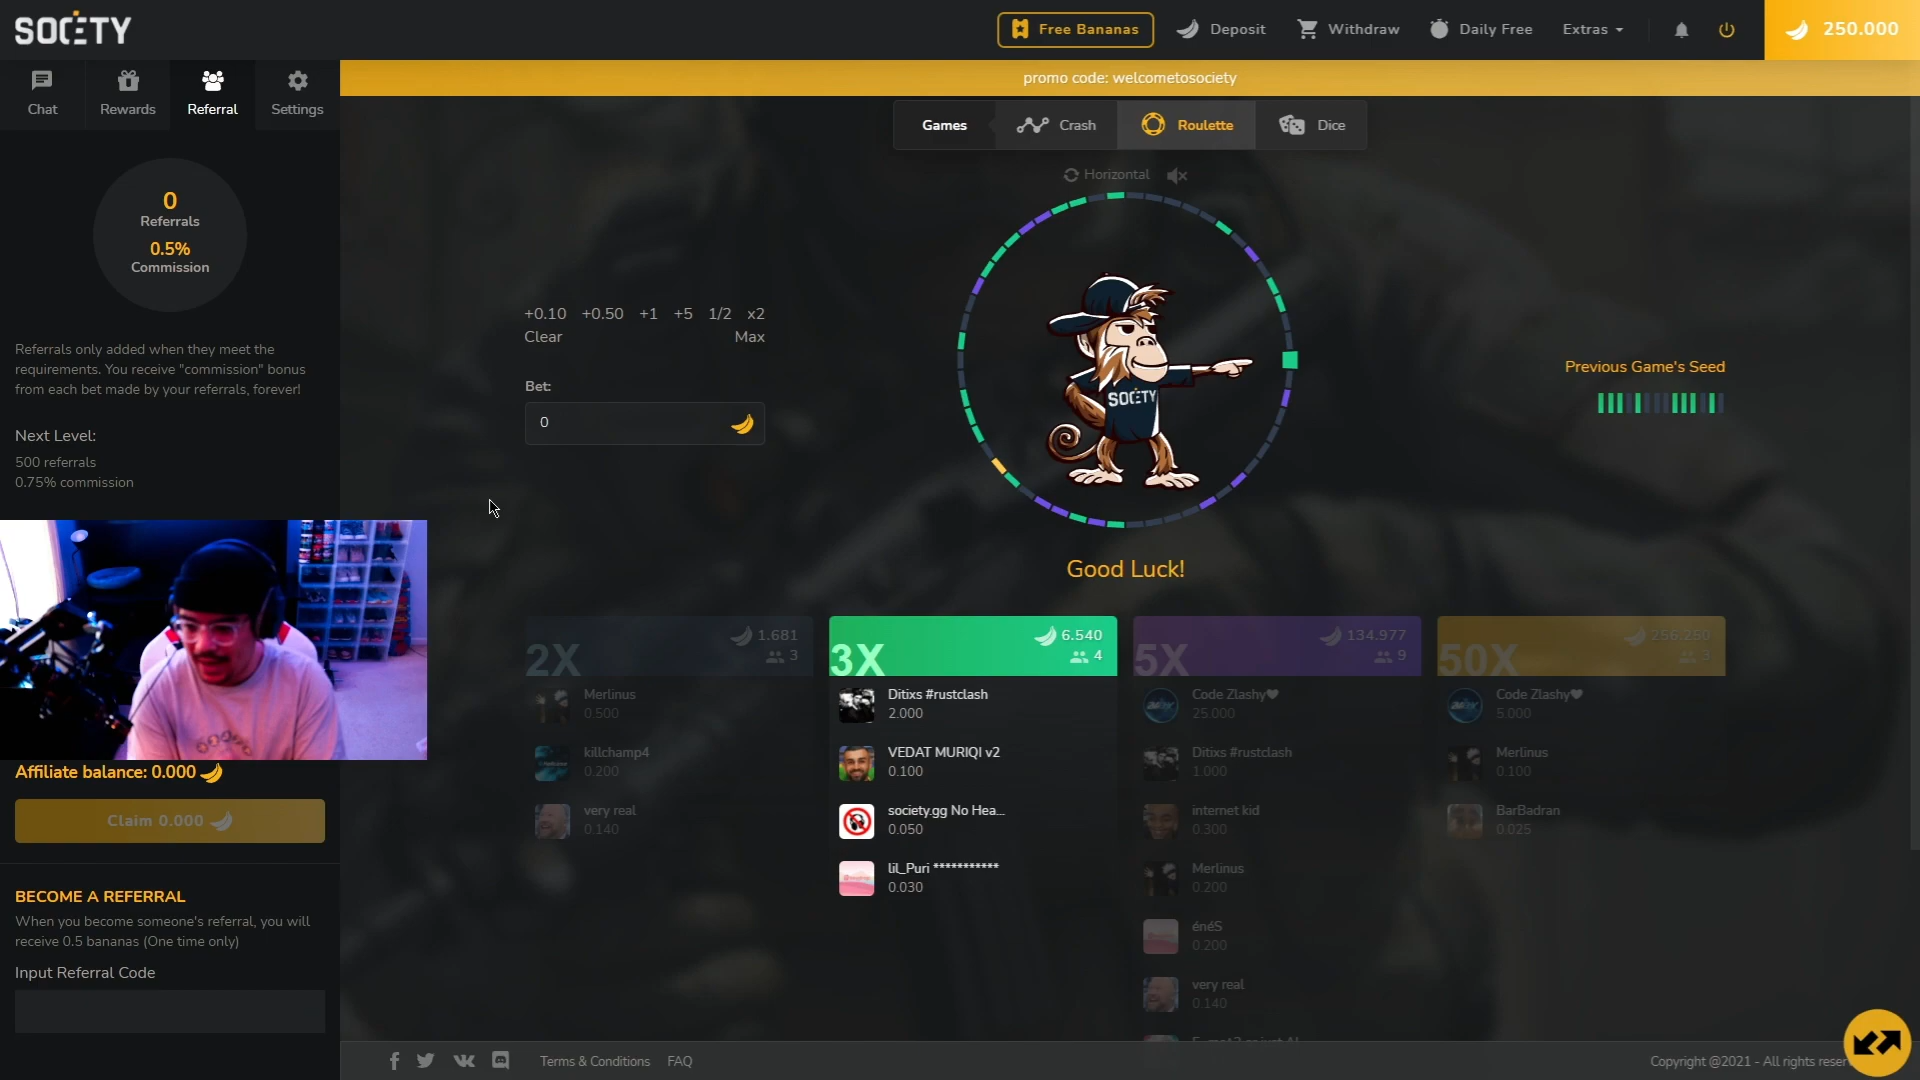 SOCIETY
Free Bananas
Deposit
Withdraw
Daily Free
Extras
250.000
Chat
Rewards
Referral
Settings
promo code: welcometosociety
Games
Crash
Roulette
Dice
Horizontal
0
Referrals
0.5%
Commission
Referrals only added when they meet the
requirements. You receive "commission" bonus
from each bet made by your referrals, forever!
Next Level:
500 referrals
0.75% commission
Affiliate balance: 0.000
Claim 0.000
BECOME A REFERRAL
When you become someone's referral, you will
receive 0.5 bananas (One time only)
Input Referral Code
+0.10 +0.50 +1 +5 1/2 x2
Clear Max
Bet:
0
SOCIETY
Previous Game's Seed
Good Luck!
2X
1.681
3
Merlinus
0.500
killchamp4
0.200
very real
0.140
3X
6.540
4
Ditixs #rustclash
2.000
VEDAT MURIQI v2
0.100
society.gg No Hea...
0.050
lil_Puri ***********
0.030
5X
134.977
9
Code Zlashy♥
25.000
Ditixs #rustclash
1.000
internet kid
0.300
Merlinus
0.200
énéS
0.200
very real
0.140
50X
256.250
3
Code Zlashy♥
5.000
Merlinus
0.100
BarBadran
0.025
Terms & Conditions
FAQ
Copyright @2021 - All rights reser